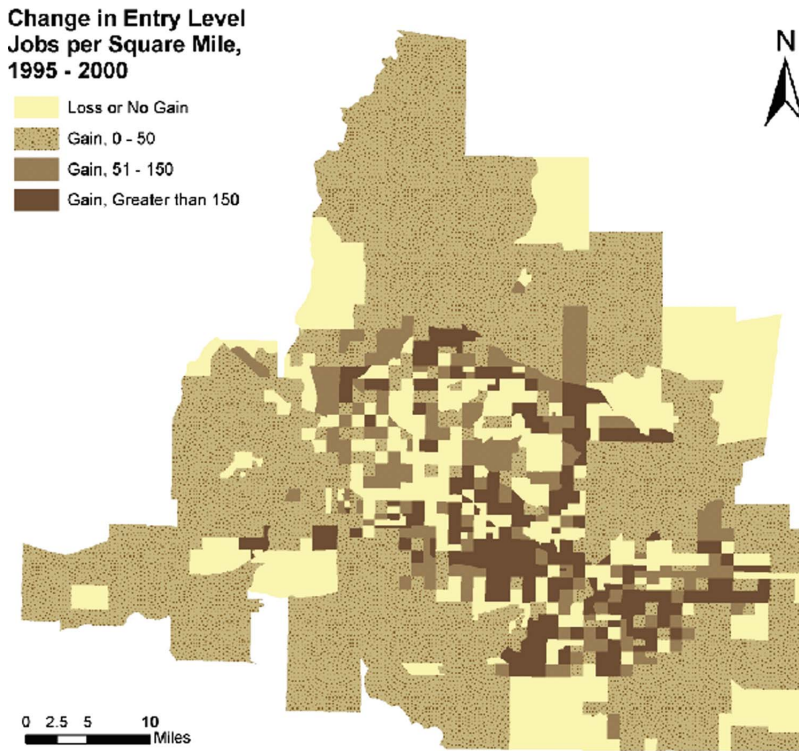 Change in Entry Level
Jobs per Square Mile,
1995 - 2000
N
Loss or No Gain
Gain, 0 - 50
Gain, 51 - 150
Gain, Greater than 150
0 2.5 5 10
Miles